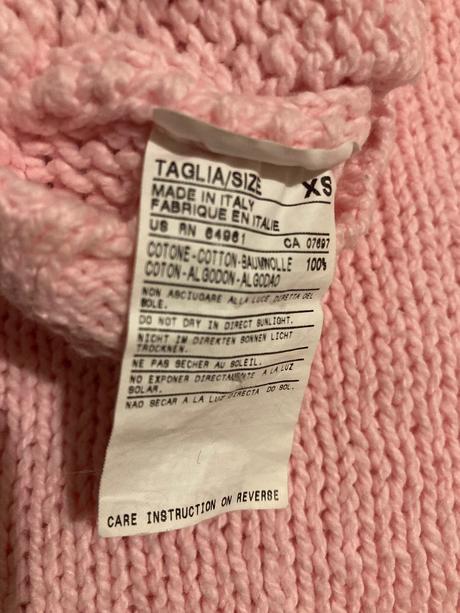 TAGLIA/SIZE XS
MADE IN ITALY
FABRIQUE EN ITALIE
US RN 64961 CA 07697
COTONE-COTTON-BAUMWOLLE 100%
COTON-ALGODON-ALGODAO
NON ASCIUGARE ALLA LUCE DIRETTA DEL
SOLE.
DO NOT DRY IN DIRECT SUNLIGHT.
NICHT IM DIREKTEN SONNEN LICHT
TROCKNEN.
NE PAS SECHER AU SOLEIL.
NO EXPONER DIRECTAMENTE A LA LUZ
SOLAR.
NAO SECAR A LA LUZ DIRECTA DO SOL.
CARE INSTRUCTION ON REVERSE